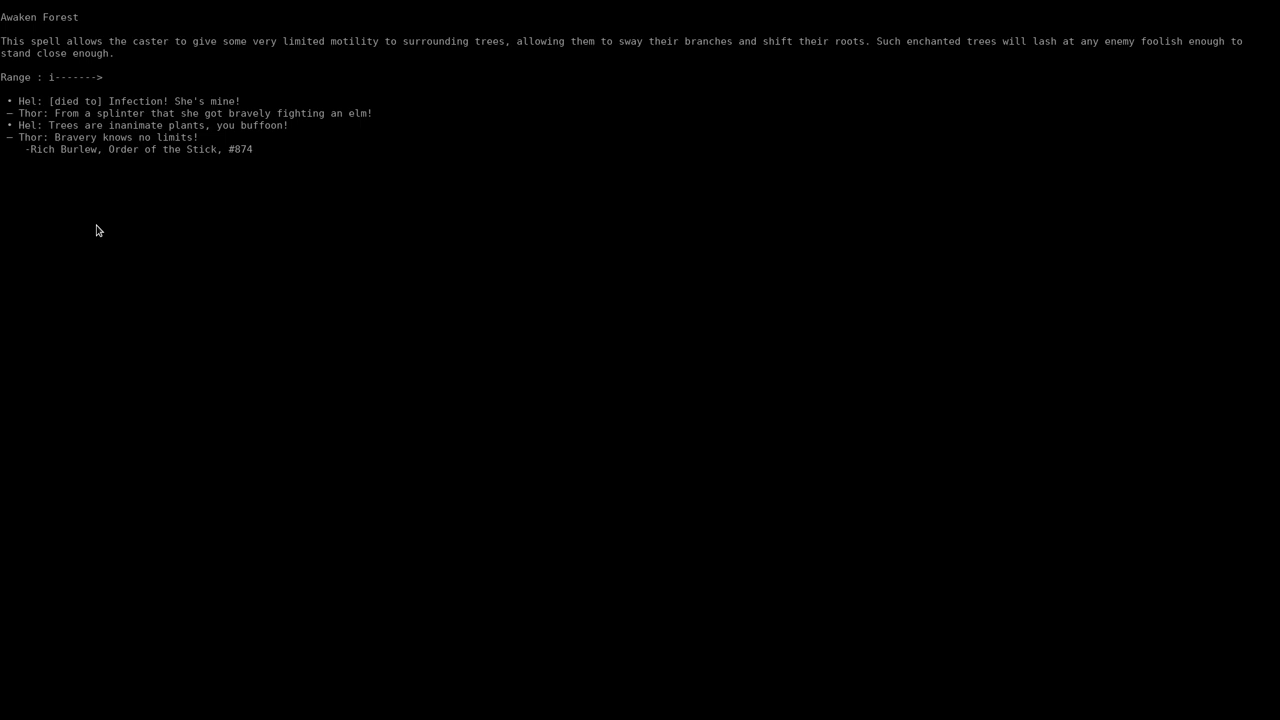 Awaken Forest
This spell allows the caster to give some very limited motility to surrounding trees, allowing them to sway their branches and shift their roots. Such enchanted trees will lash at any enemy foolish enough to
stand close enough.
Range : i------->
• Hel: [died to] Infection! She's mine!
— Thor: From a splinter that she got bravely fighting an elm!
• Hel: Trees are inanimate plants, you buffoon!
— Thor: Bravery knows no limits!
-Rich Burlew, Order of the Stick, #874